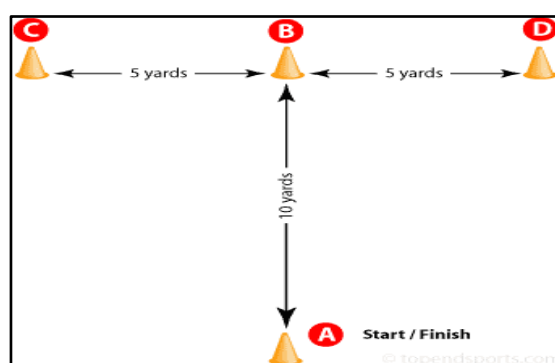 C
B
D
5 yards
5 yards
10 yards
A
Start / Finish
© topendsports.com